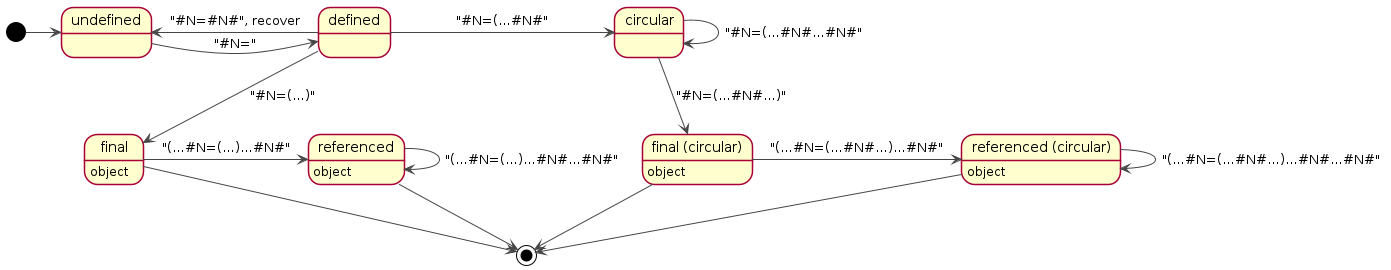 undefined
"#N=#N#", recover
defined
"#N=(...#N#"
circular
"#N=(...#N#...#N#"
"#N="
"#N=(...)"
"#N=(...#N#...)"
final
object
"(...#N=(...)...#N#"
referenced
object
"(...#N=(...)...#N#...#N#"
final (circular)
object
"(...#N=(...#N#...)...#N#"
referenced (circular)
object
"(...#N=(...#N#...)...#N#...#N#"